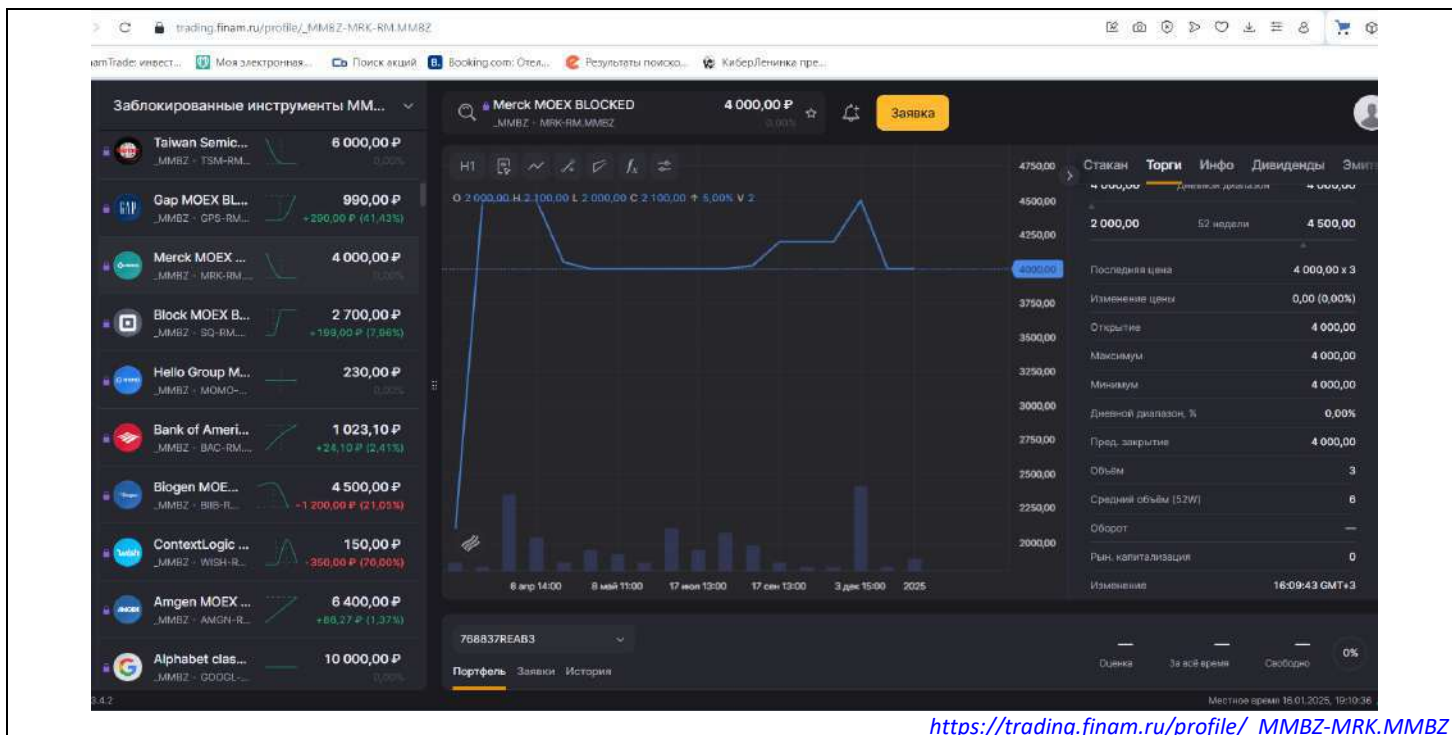 trading.finam.ru/profile/_MMBZ-MRK-RM.MMBZ
amTrade: инвест... Моя электронная... Поиск акций Booking.com: Отел... Результаты поиско... КиберЛенинка пре...
Заблокированные инструменты MM...
Merck MOEX BLOCKED 4 000,00 ₽
_MMBZ · MRK-RM.MMBZ 0,00%
Заявка
Taiwan Semic... 6 000,00 ₽
_MMBZ · TSM-RM... 0,00%
Gap MOEX BL... 990,00 ₽
_MMBZ · GPS-RM... +290,00 ₽ (41,43%)
Merck MOEX ... 4 000,00 ₽
_MMBZ · MRK-RM... 0,00%
Block MOEX B... 2 700,00 ₽
_MMBZ · SQ-RM.... +199,00 ₽ (7,96%)
Hello Group M... 230,00 ₽
_MMBZ · MOMO-... 0,00%
Bank of Ameri... 1 023,10 ₽
_MMBZ · BAC-RM.... +24,10 ₽ (2,41%)
Biogen MOE... 4 500,00 ₽
_MMBZ · BIIB-R... -1 200,00 ₽ (21,05%)
ContextLogic ... 150,00 ₽
_MMBZ · WISH-R... -350,00 ₽ (70,00%)
Amgen MOEX ... 6 400,00 ₽
_MMBZ · AMGN-R... +86,27 ₽ (1,37%)
Alphabet clas... 10 000,00 ₽
_MMBZ · GOOGL-... 0,00%
3.4.2
H1
O 2 000,00 H 2 100,00 L 2 000,00 C 2 100,00 ↑ 5,00% V 2
4750,00
4500,00
4250,00
4000,00
3750,00
3500,00
3250,00
3000,00
2750,00
2500,00
2250,00
2000,00
8 апр 14:00 8 май 11:00 17 июл 13:00 17 сен 13:00 3 дек 15:00 2025
Стакан Торги Инфо Дивиденды Эмит
4 000,00 Дневной диапазон 4 000,00
2 000,00 52 недели 4 500,00
Последняя цена 4 000,00 x 3
Изменение цены 0,00 (0,00%)
Открытие 4 000,00
Максимум 4 000,00
Минимум 4 000,00
Дневной диапазон, % 0,00%
Пред. закрытие 4 000,00
Объём 3
Средний объём (52W) 6
Оборот —
Рын. капитализация 0
Изменение 16:09:43 GMT+3
768837REAB3
Портфель Заявки История
— — —
Оценка За всё время Свободно 0%
Местное время 16.01.2025, 19:10:36
https://trading.finam.ru/profile/_MMBZ-MRK.MMBZ